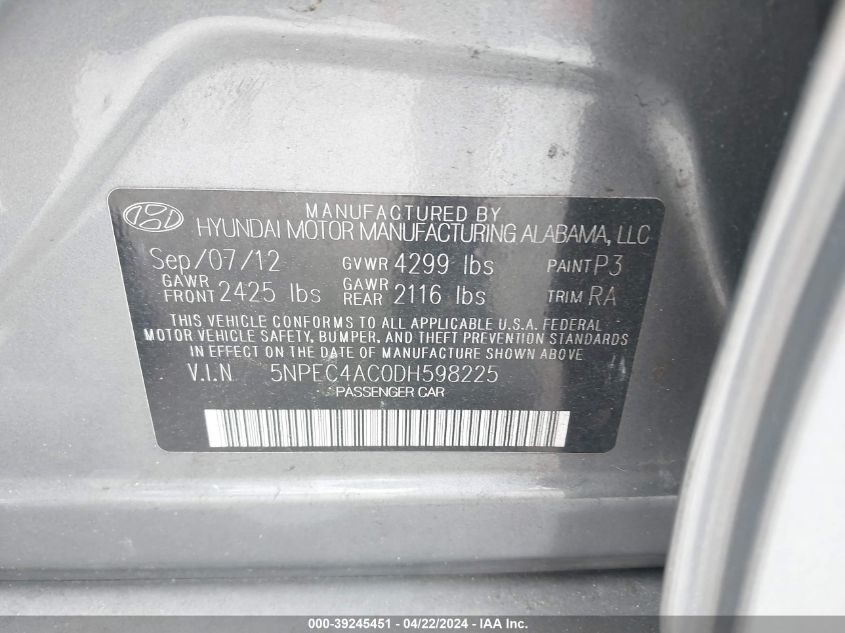 MANUFACTURED BY
HYUNDAI MOTOR MANUFACTURING ALABAMA, LLC
Sep/07/12 GVWR 4299 lbs PAINT P3
GAWR FRONT 2425 lbs GAWR REAR 2116 lbs TRIM RA
THIS VEHICLE CONFORMS TO ALL APPLICABLE U.S.A. FEDERAL
MOTOR VEHICLE SAFETY, BUMPER, AND THEFT PREVENTION STANDARDS
IN EFFECT ON THE DATE OF MANUFACTURE SHOWN ABOVE.
V.I.N 5NPEC4AC0DH598225
PASSENGER CAR
000-39245451 - 04/22/2024 - IAAI.COM